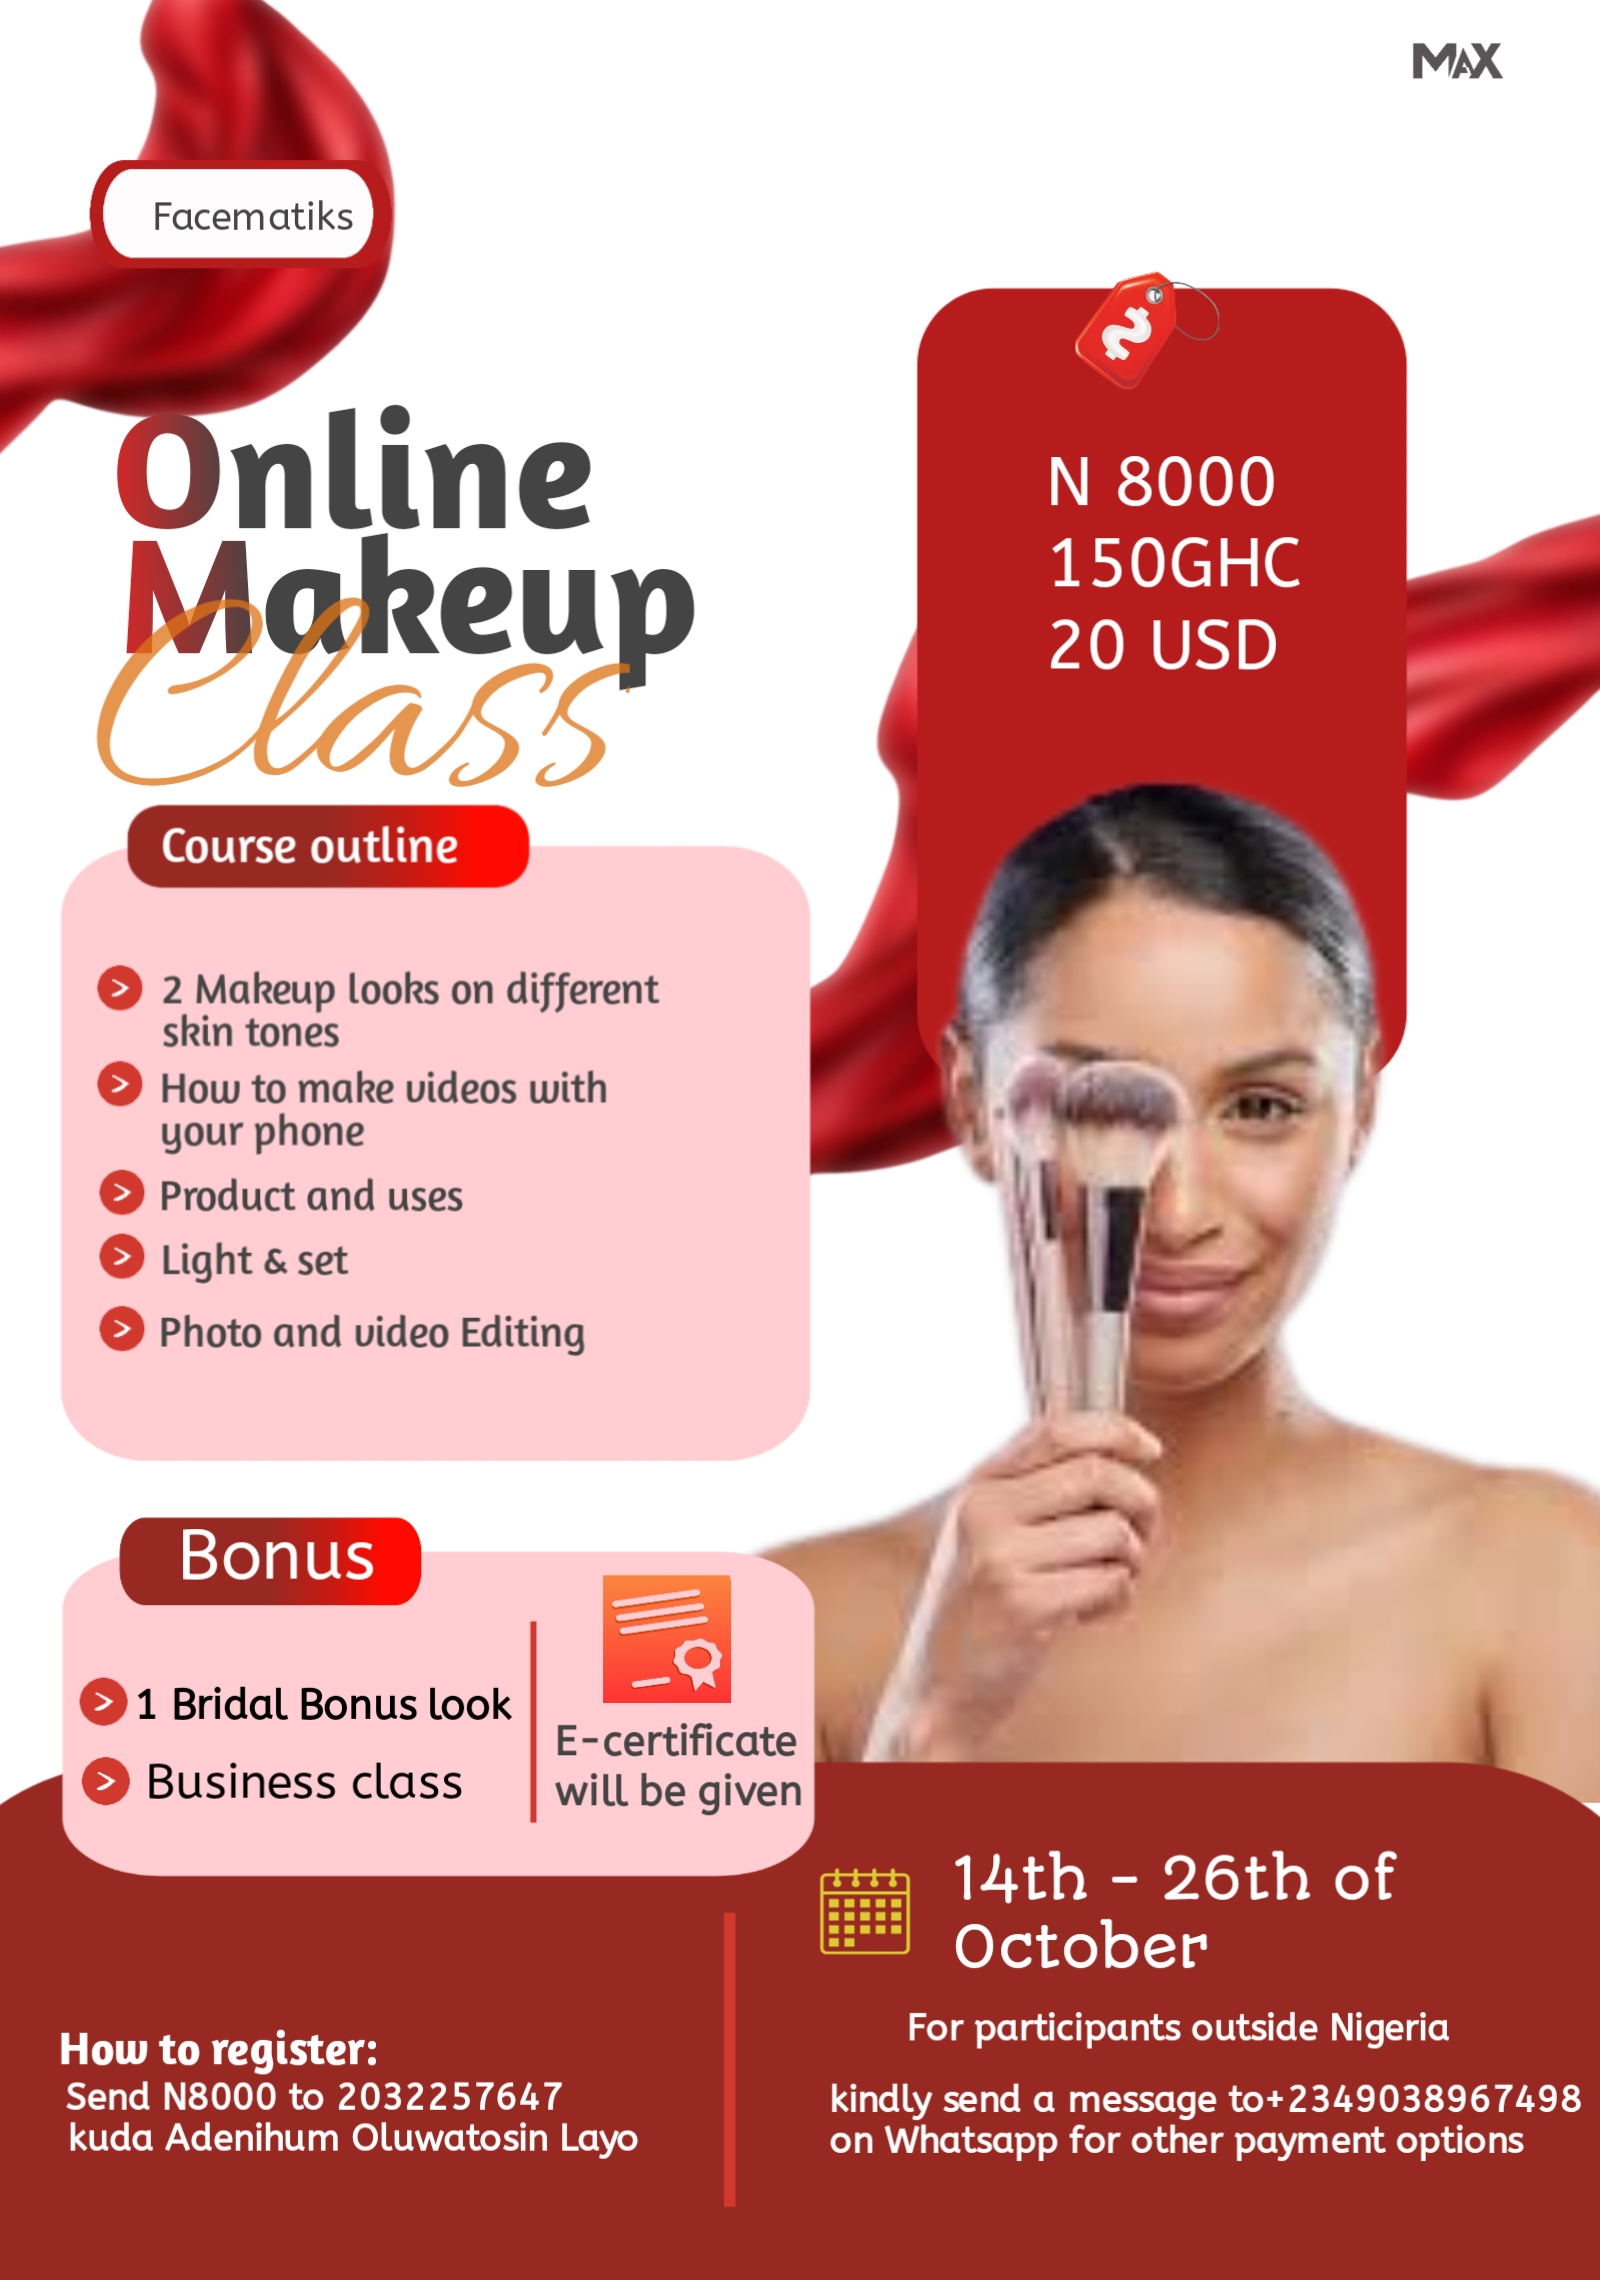 MAX
Facematiks
Online
Makeup
Class
N 8000
150GHC
20 USD
Course outline
2 Makeup looks on different
skin tones
How to make videos with
your phone
Product and uses
Light & set
Photo and video Editing
Bonus
1 Bridal Bonus look
Business class
E-certificate
will be given
14th - 26th of
October
How to register:
Send N8000 to 2032257647
kuda Adenihum Oluwatosin Layo
For participants outside Nigeria
kindly send a message to+2349038967498
on Whatsapp for other payment options